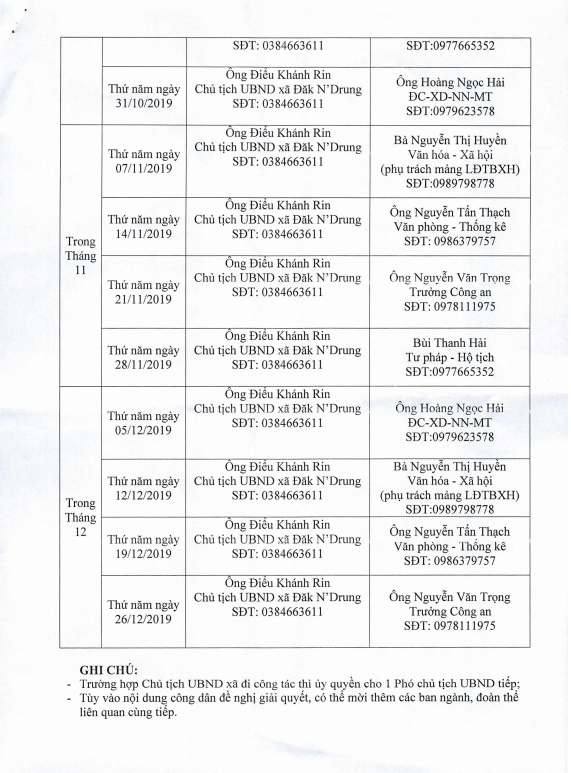 SĐT: 0384663611
SĐT:0977665352
Thứ năm ngày
31/10/2019
Ông Điểu Khánh Rin
Chủ tịch UBND xã Đăk N'Drung
SĐT: 0384663611
Ông Hoàng Ngọc Hải
ĐC-XD-NN-MT
SĐT:0979623578
Trong
Tháng
11
Thứ năm ngày
07/11/2019
Ông Điểu Khánh Rin
Chủ tịch UBND xã Đăk N'Drung
SĐT: 0384663611
Bà Nguyễn Thị Huyền
Văn hóa - Xã hội
(phụ trách mảng LĐTBXH)
SĐT:0989798778
Thứ năm ngày
14/11/2019
Ông Điểu Khánh Rin
Chủ tịch UBND xã Đăk N'Drung
SĐT: 0384663611
Ông Nguyễn Tấn Thạch
Văn phòng - Thống kê
SĐT: 0986379757
Thứ năm ngày
21/11/2019
Ông Điểu Khánh Rin
Chủ tịch UBND xã Đăk N'Drung
SĐT: 0384663611
Ông Nguyễn Văn Trọng
Trưởng Công an
SĐT: 0978111975
Thứ năm ngày
28/11/2019
Ông Điểu Khánh Rin
Chủ tịch UBND xã Đăk N'Drung
SĐT: 0384663611
Bùi Thanh Hải
Tư pháp - Hộ tịch
SĐT:0977665352
Trong
Tháng
12
Thứ năm ngày
05/12/2019
Ông Điểu Khánh Rin
Chủ tịch UBND xã Đăk N'Drung
SĐT: 0384663611
Ông Hoàng Ngọc Hải
ĐC-XD-NN-MT
SĐT:0979623578
Thứ năm ngày
12/12/2019
Ông Điểu Khánh Rin
Chủ tịch UBND xã Đăk N'Drung
SĐT: 0384663611
Bà Nguyễn Thị Huyền
Văn hóa - Xã hội
(phụ trách mảng LĐTBXH)
SĐT:0989798778
Thứ năm ngày
19/12/2019
Ông Điểu Khánh Rin
Chủ tịch UBND xã Đăk N'Drung
SĐT: 0384663611
Ông Nguyễn Tấn Thạch
Văn phòng - Thống kê
SĐT: 0986379757
Thứ năm ngày
26/12/2019
Ông Điểu Khánh Rin
Chủ tịch UBND xã Đăk N'Drung
SĐT: 0384663611
Ông Nguyễn Văn Trọng
Trưởng Công an
SĐT: 0978111975
GHI CHÚ:
- Trường hợp Chủ tịch UBND xã đi công tác thì ủy quyền cho 1 Phó chủ tịch UBND tiếp;
- Tùy vào nội dung công dân đề nghị giải quyết, có thể mời thêm các ban ngành, đoàn thể
liên quan cùng tiếp.